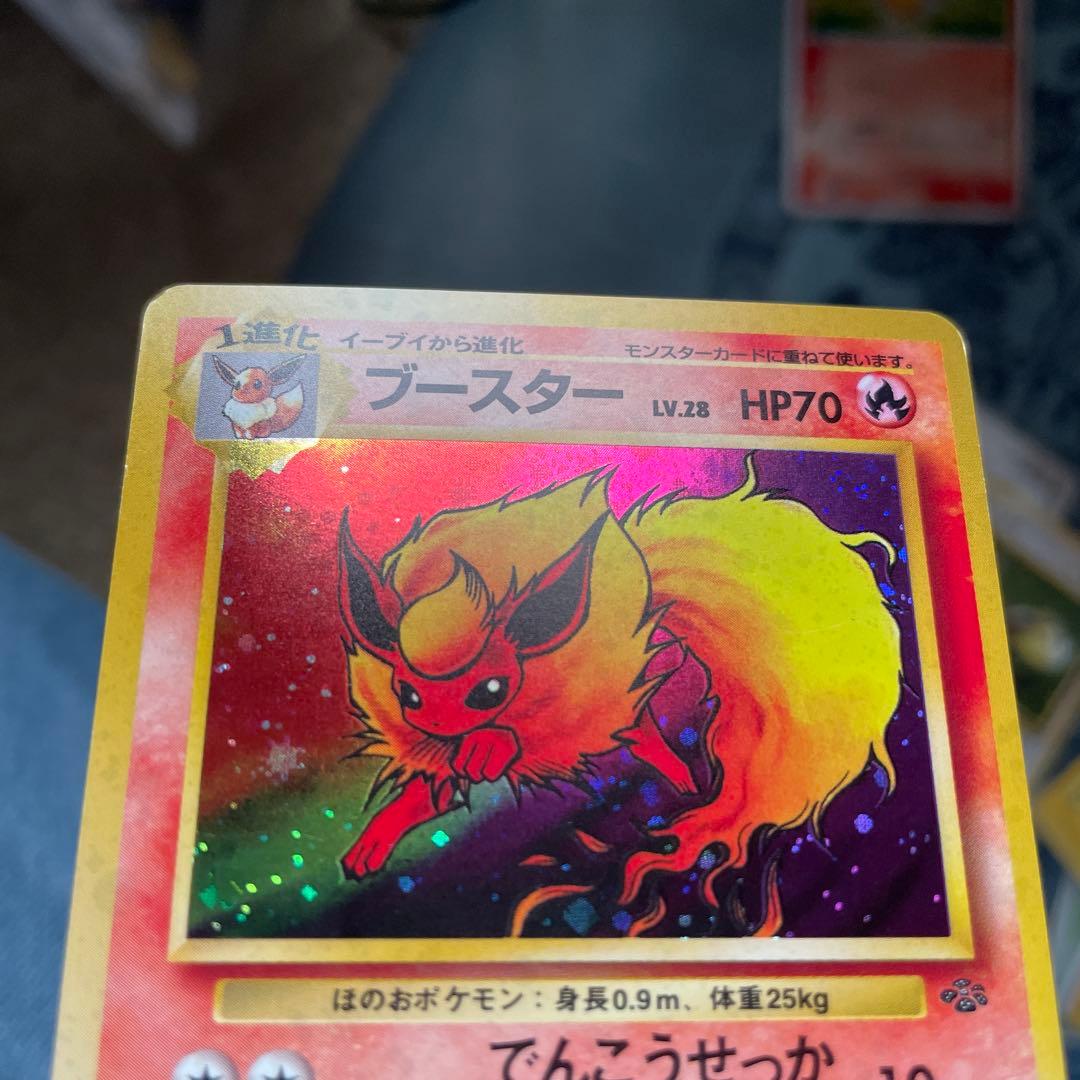 1進化 イーブイから進化 モンスターカードに重ねて使います。
ブースター LV.28 HP70
ほのおポケモン：身長0.9m、体重25kg
でんこうせっか 10